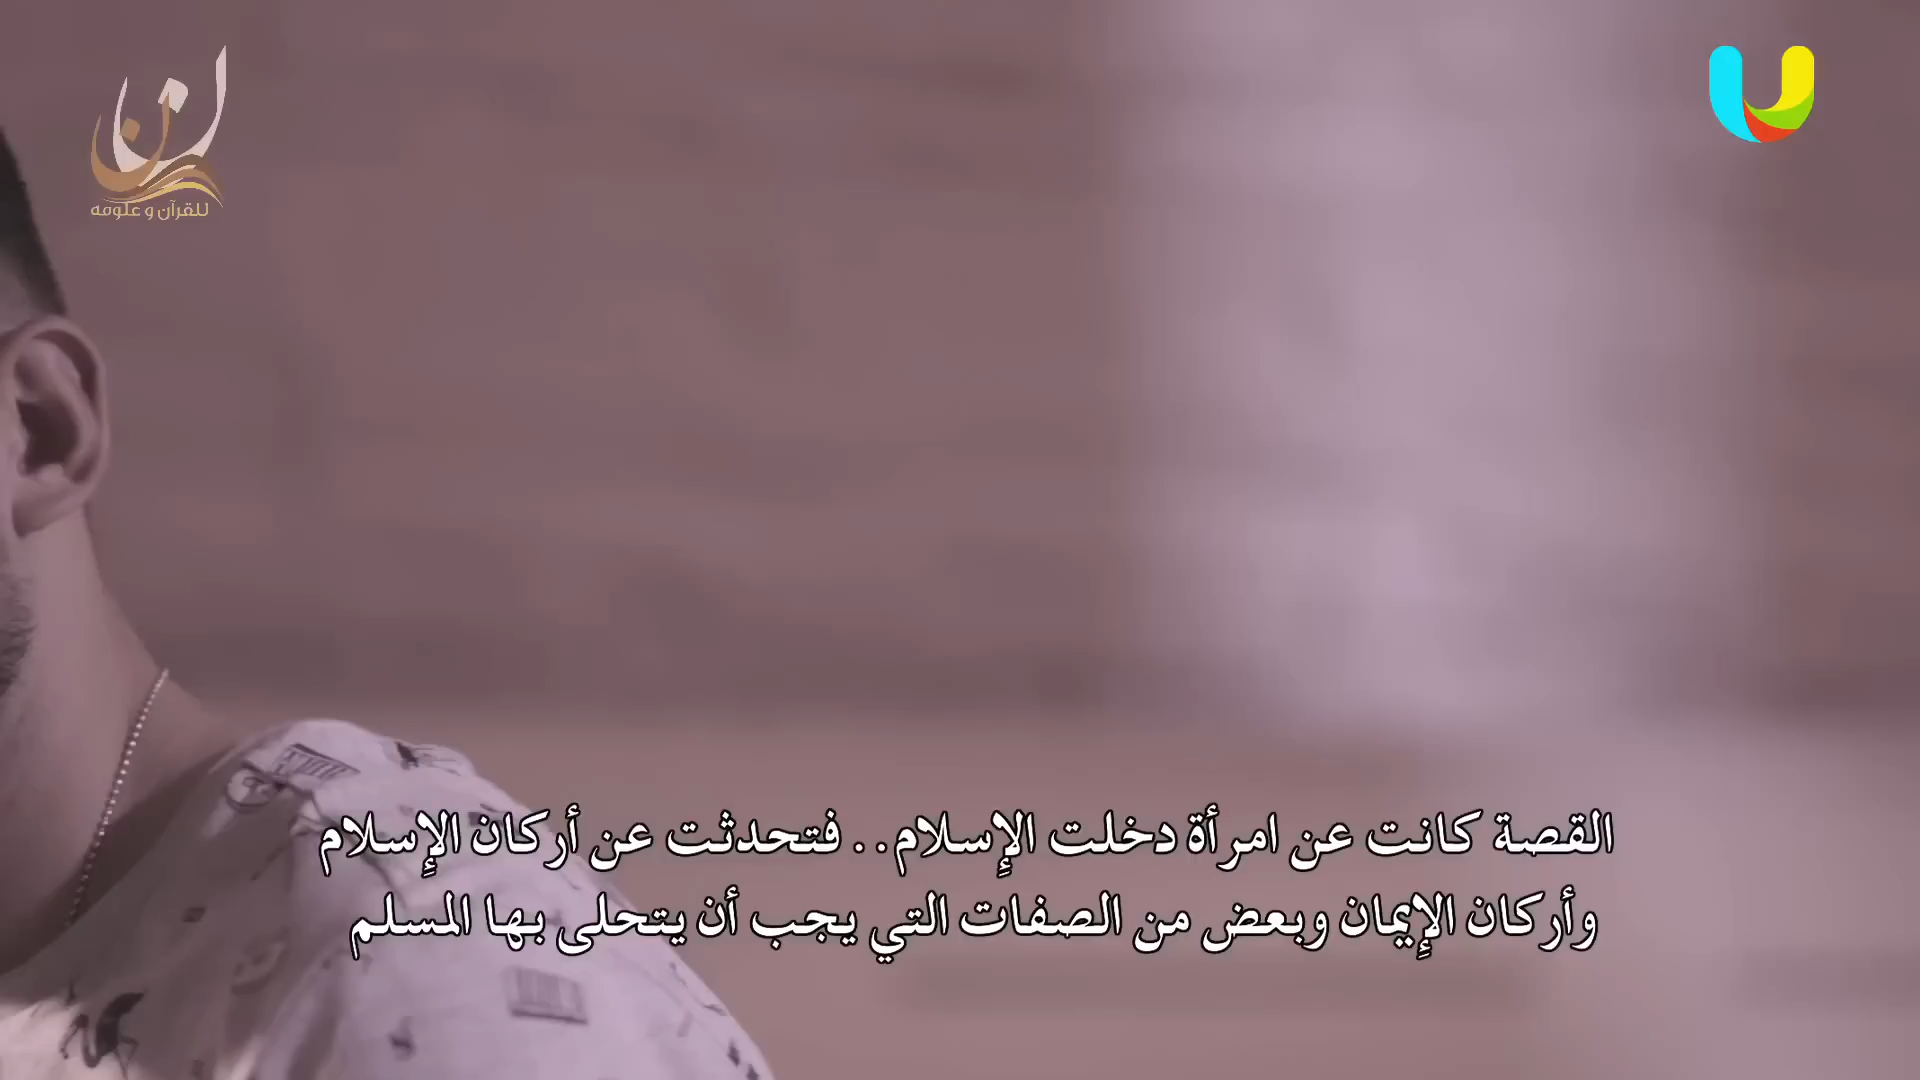 ن
للقرآن و علومه
القصة كانت عن امرأة دخلت الإسلام.. فتحدثت عن أركان الإسلام
وأركان الإيمان وبعض من الصفات التي يجب أن يتحلى بها المسلم